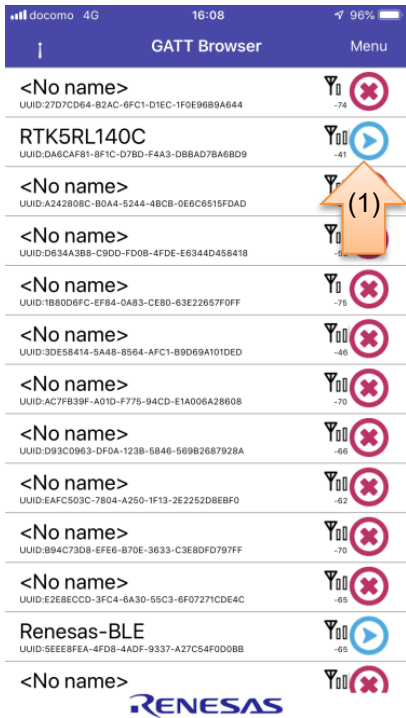 docomo 4G 16:08 96%
GATT Browser Menu
<No name>
UUID:27D7CD64-B2AC-6FC1-D1EC-1F0E96B9A644
-74
RTK5RL140C
UUID:DA6CAF81-8F1C-D7BD-F4A3-DBBAD7BA6BD9
-41
<No name>
UUID:A242808C-B0A4-5244-4BCB-0E6C6515FDAD
(1)
<No name>
UUID:D634A3B8-C9DD-FD0B-4FDE-E6344D458418
<No name>
UUID:1B80D6FC-EF84-0A83-CE80-63E22657F0FF
-75
<No name>
UUID:3DE58414-5A48-8564-AFC1-B9D69A101DED
-46
<No name>
UUID:AC7FB39F-A01D-F775-94CD-E1A006A28608
-70
<No name>
UUID:D93C0963-DF0A-123B-5846-569B2687928A
-66
<No name>
UUID:EAFC503C-7804-A250-1F13-2E2252D8EBF0
-62
<No name>
UUID:B94C73D8-EFE6-B70E-3633-C3E8DFD797FF
-70
<No name>
UUID:E2E8ECCD-3FC4-6A30-55C3-6F07271CDE4C
-65
Renesas-BLE
UUID:5EEE8FEA-4FD8-4ADF-9337-A27C54F0D0BB
-65
<No name>
RENESAS